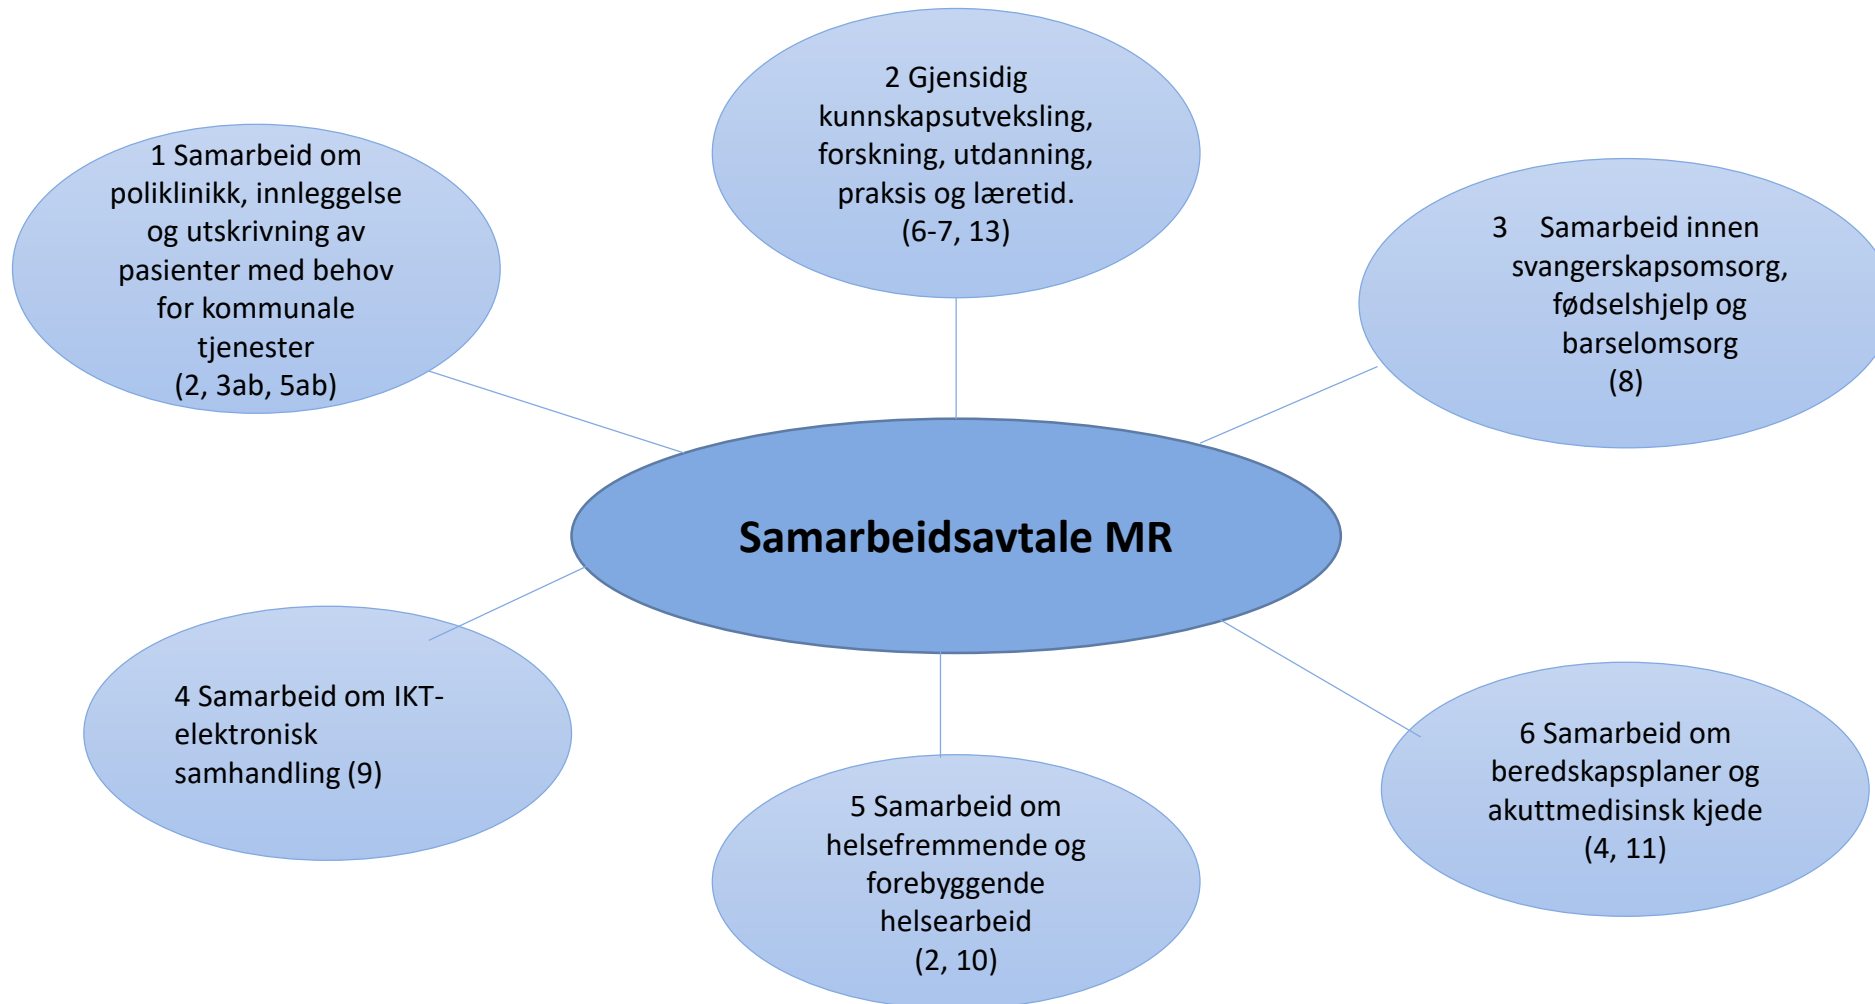 1 Samarbeid om
poliklinikk, innleggelse
og utskrivning av
pasienter med behov
for kommunale
tjenester
(2, 3ab, 5ab)
2 Gjensidig
kunnskapsutveksling,
forskning, utdanning,
praksis og læretid.
(6-7, 13)
3 Samarbeid innen
svangerskapsomsorg,
fødselshjelp og
barselomsorg
(8)
Samarbeidsavtale MR
4 Samarbeid om IKT-
elektronisk
samhandling (9)
5 Samarbeid om
helsefremmende og
forebyggende
helsearbeid
(2, 10)
6 Samarbeid om
beredskapsplaner og
akuttmedisinsk kjede
(4, 11)